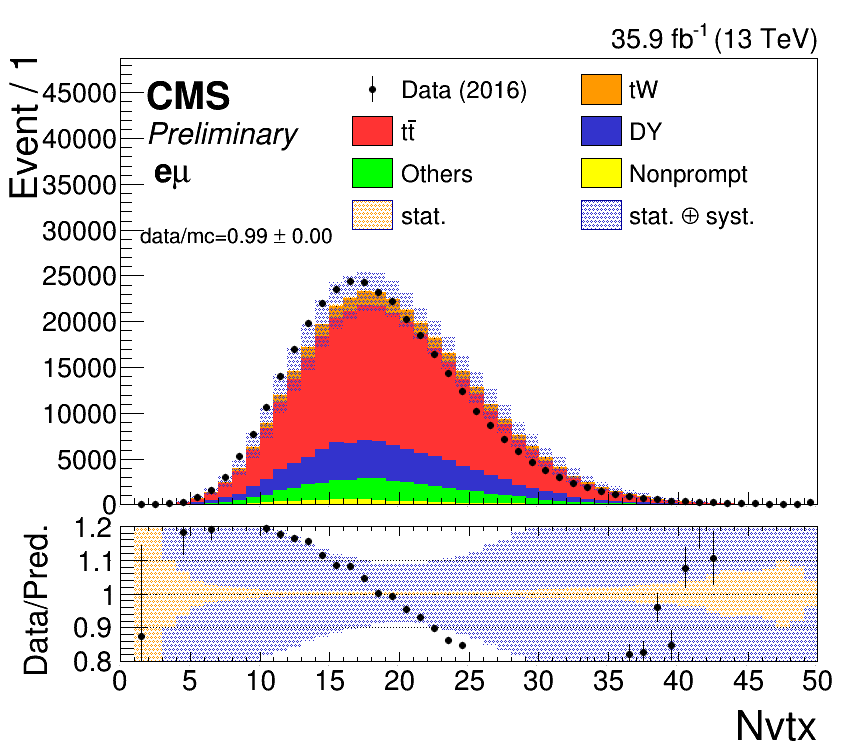 35.9 fb⁻¹ (13 TeV)
Event / 1
CMS
Preliminary
eμ
data/mc=0.99 ± 0.00
Data (2016)
tW
tt̄
DY
Others
Nonprompt
stat.
stat. ⊕ syst.
45000
40000
35000
30000
25000
20000
15000
10000
5000
0
Data/Pred.
1.2
1.1
1
0.9
0.8
0 5 10 15 20 25 30 35 40 45 50
Nvtx